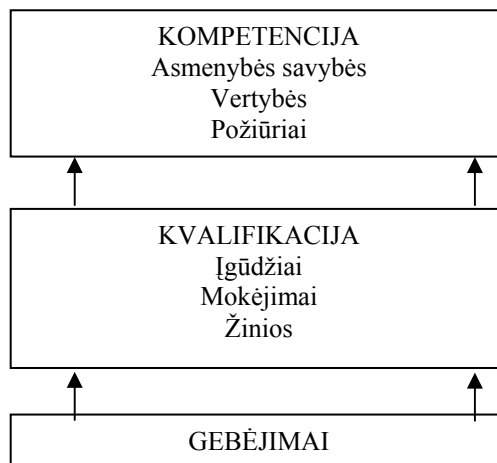 KOMPETENCIJA
Asmenybės savybės
Vertybės
Požiūriai
KVALIFIKACIJA
Įgūdžiai
Mokėjimai
Žinios
GEBĖJIMAI